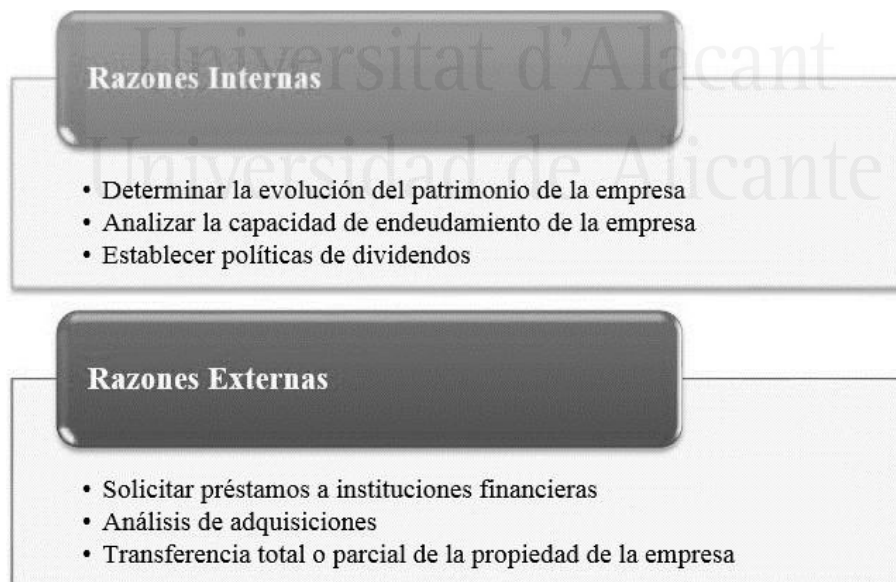 Universitat d'Alacant
Razones Internas
Universidad de Alicante
• Determinar la evolución del patrimonio de la empresa
• Analizar la capacidad de endeudamiento de la empresa
• Establecer políticas de dividendos
Razones Externas
• Solicitar préstamos a instituciones financieras
• Análisis de adquisiciones
• Transferencia total o parcial de la propiedad de la empresa